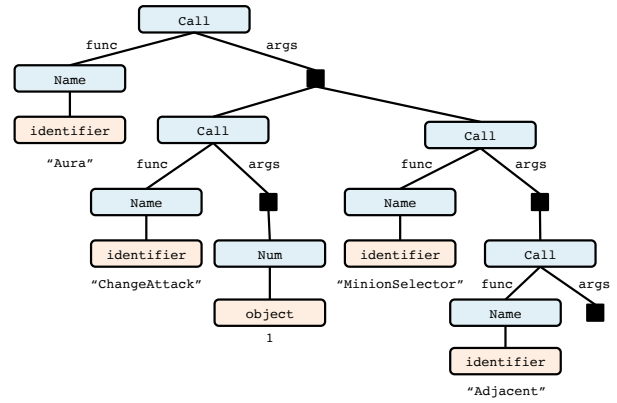 Call
func args
Name
identifier
“Aura”
Call Call
func args func args
Name Name
identifier Num identifier Call
“ChangeAttack” “MinionSelector” func args
object Name
1
identifier
“Adjacent”